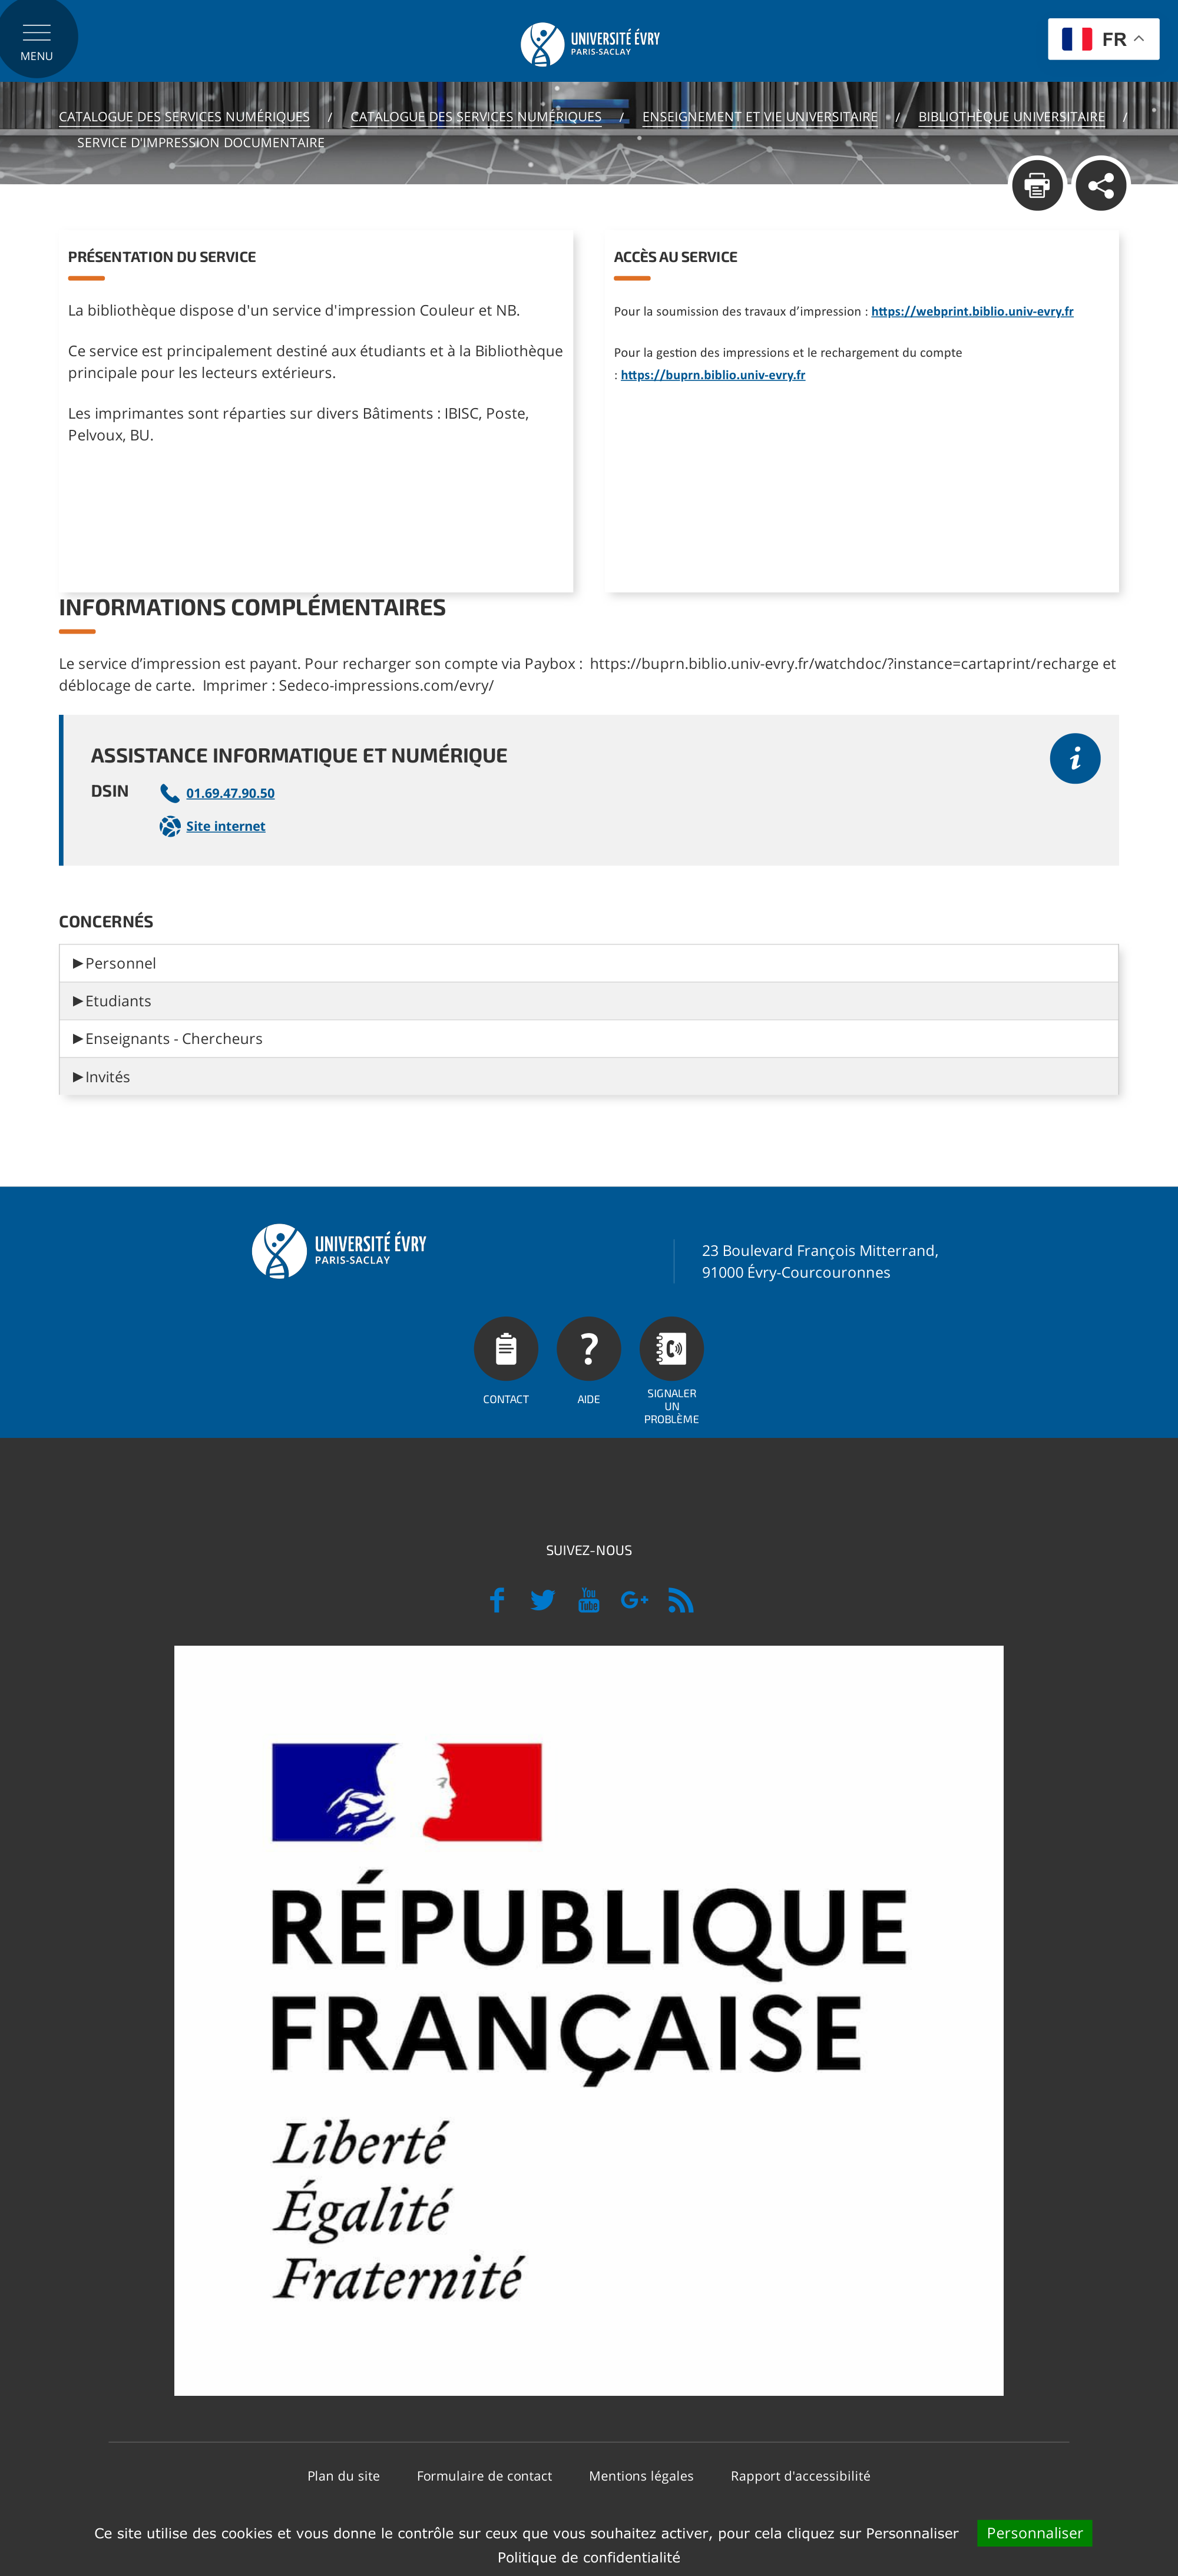 MENU
UNIVERSITÉ ÉVRY
PARIS-SACLAY
FR
CATALOGUE DES SERVICES NUMÉRIQUES / CATALOGUE DES SERVICES NUMÉRIQUES / ENSEIGNEMENT ET VIE UNIVERSITAIRE / BIBLIOTHÈQUE UNIVERSITAIRE /
SERVICE D'IMPRESSION DOCUMENTAIRE
PRÉSENTATION DU SERVICE
La bibliothèque dispose d'un service d'impression Couleur et NB.
Ce service est principalement destiné aux étudiants et à la Bibliothèque
principale pour les lecteurs extérieurs.
Les imprimantes sont réparties sur divers Bâtiments : IBISC, Poste,
Pelvoux, BU.
ACCÈS AU SERVICE
Pour la soumission des travaux d’impression : https://webprint.biblio.univ-evry.fr
Pour la gestion des impressions et le rechargement du compte
: https://buprn.biblio.univ-evry.fr
INFORMATIONS COMPLÉMENTAIRES
Le service d’impression est payant. Pour recharger son compte via Paybox :  https://buprn.biblio.univ-evry.fr/watchdoc/?instance=cartaprint/recharge et
déblocage de carte.  Imprimer : Sedeco-impressions.com/evry/
ASSISTANCE INFORMATIQUE ET NUMÉRIQUE
DSIN
01.69.47.90.50
Site internet
CONCERNÉS
▶Personnel
▶Etudiants
▶Enseignants - Chercheurs
▶Invités
UNIVERSITÉ ÉVRY
PARIS-SACLAY
23 Boulevard François Mitterrand,
91000 Évry-Courcouronnes
CONTACT
AIDE
SIGNALER
UN
PROBLÈME
SUIVEZ-NOUS
You
Tube
G+
RÉPUBLIQUE
FRANÇAISE
Liberté
Égalité
Fraternité
Plan du site
Formulaire de contact
Mentions légales
Rapport d'accessibilité
Ce site utilise des cookies et vous donne le contrôle sur ceux que vous souhaitez activer, pour cela cliquez sur Personnaliser
Personnaliser
Politique de confidentialité